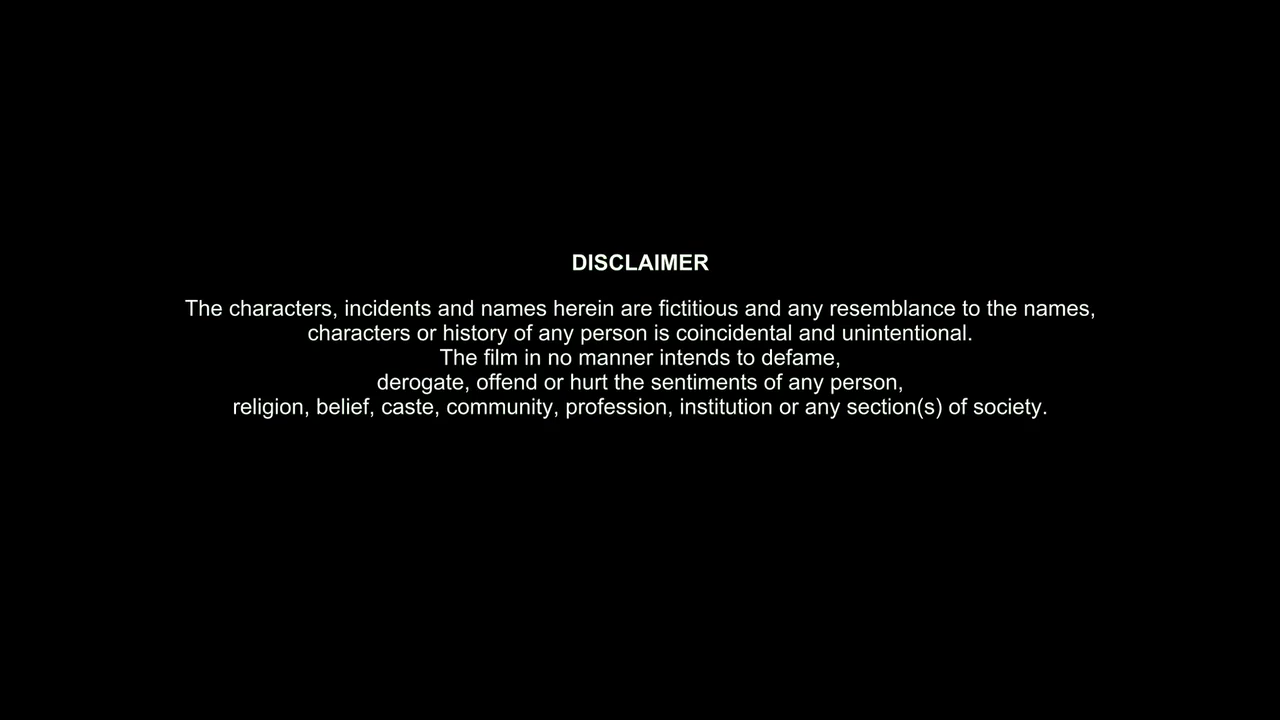 DISCLAIMER
The characters, incidents and names herein are fictitious and any resemblance to the names,
characters or history of any person is coincidental and unintentional.
The film in no manner intends to defame,
derogate, offend or hurt the sentiments of any person,
religion, belief, caste, community, profession, institution or any section(s) of society.